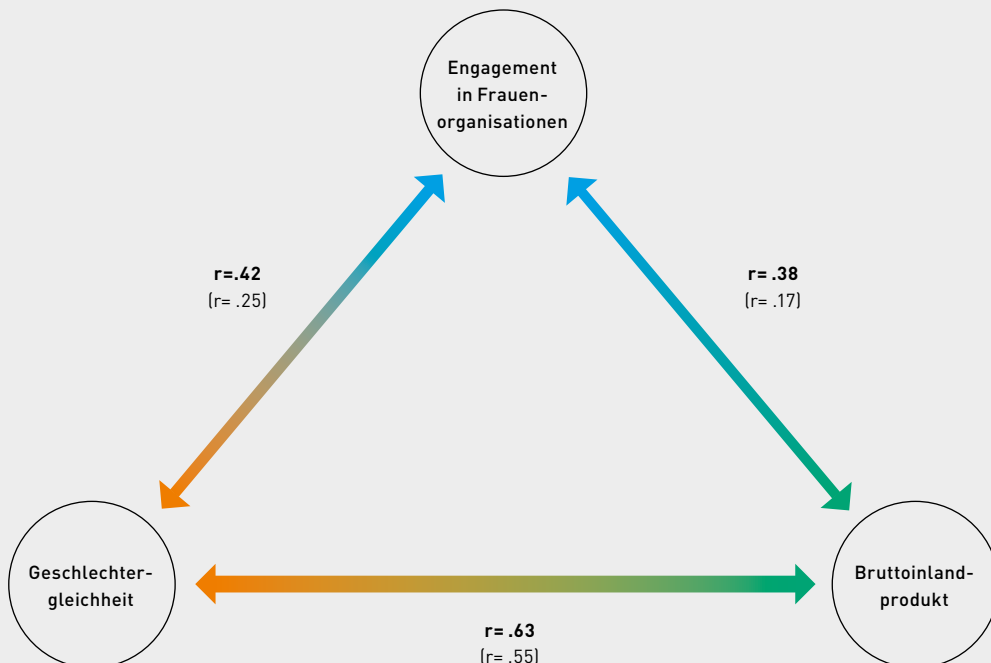 Engagement
in Frauen-
organisationen
r=.42
(r= .25)
r= .38
(r= .17)
Geschlechter-
gleichheit
Bruttoinland-
produkt
r= .63
(r= .55)